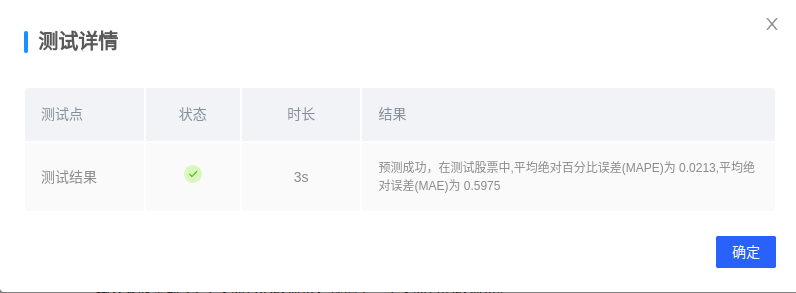 测试详情
测试点 状态 时长 结果
测试结果 3s 预测成功，在测试股票中,平均绝对百分比误差(MAPE)为 0.0213,平均绝
对误差(MAE)为 0.5975
确定